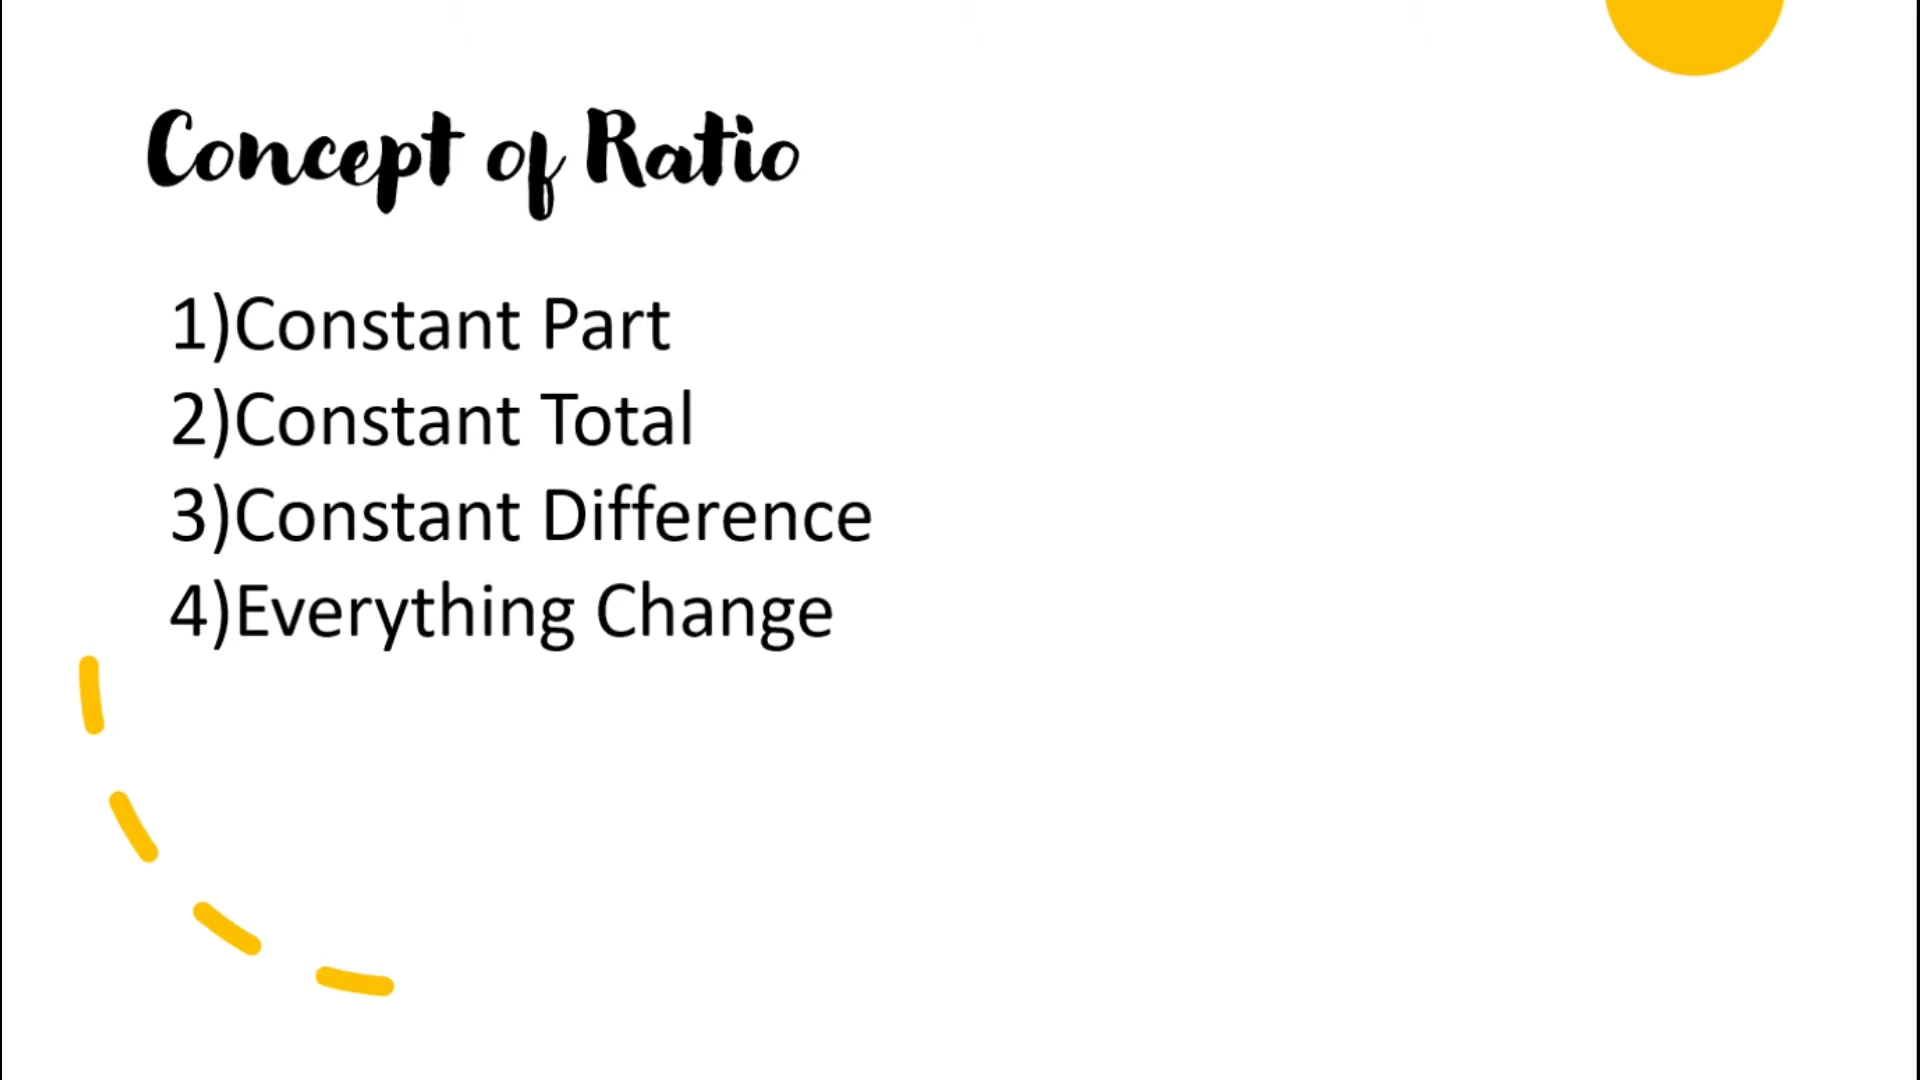 Concept of Ratio
1)Constant Part
2)Constant Total
3)Constant Difference
4)Everything Change